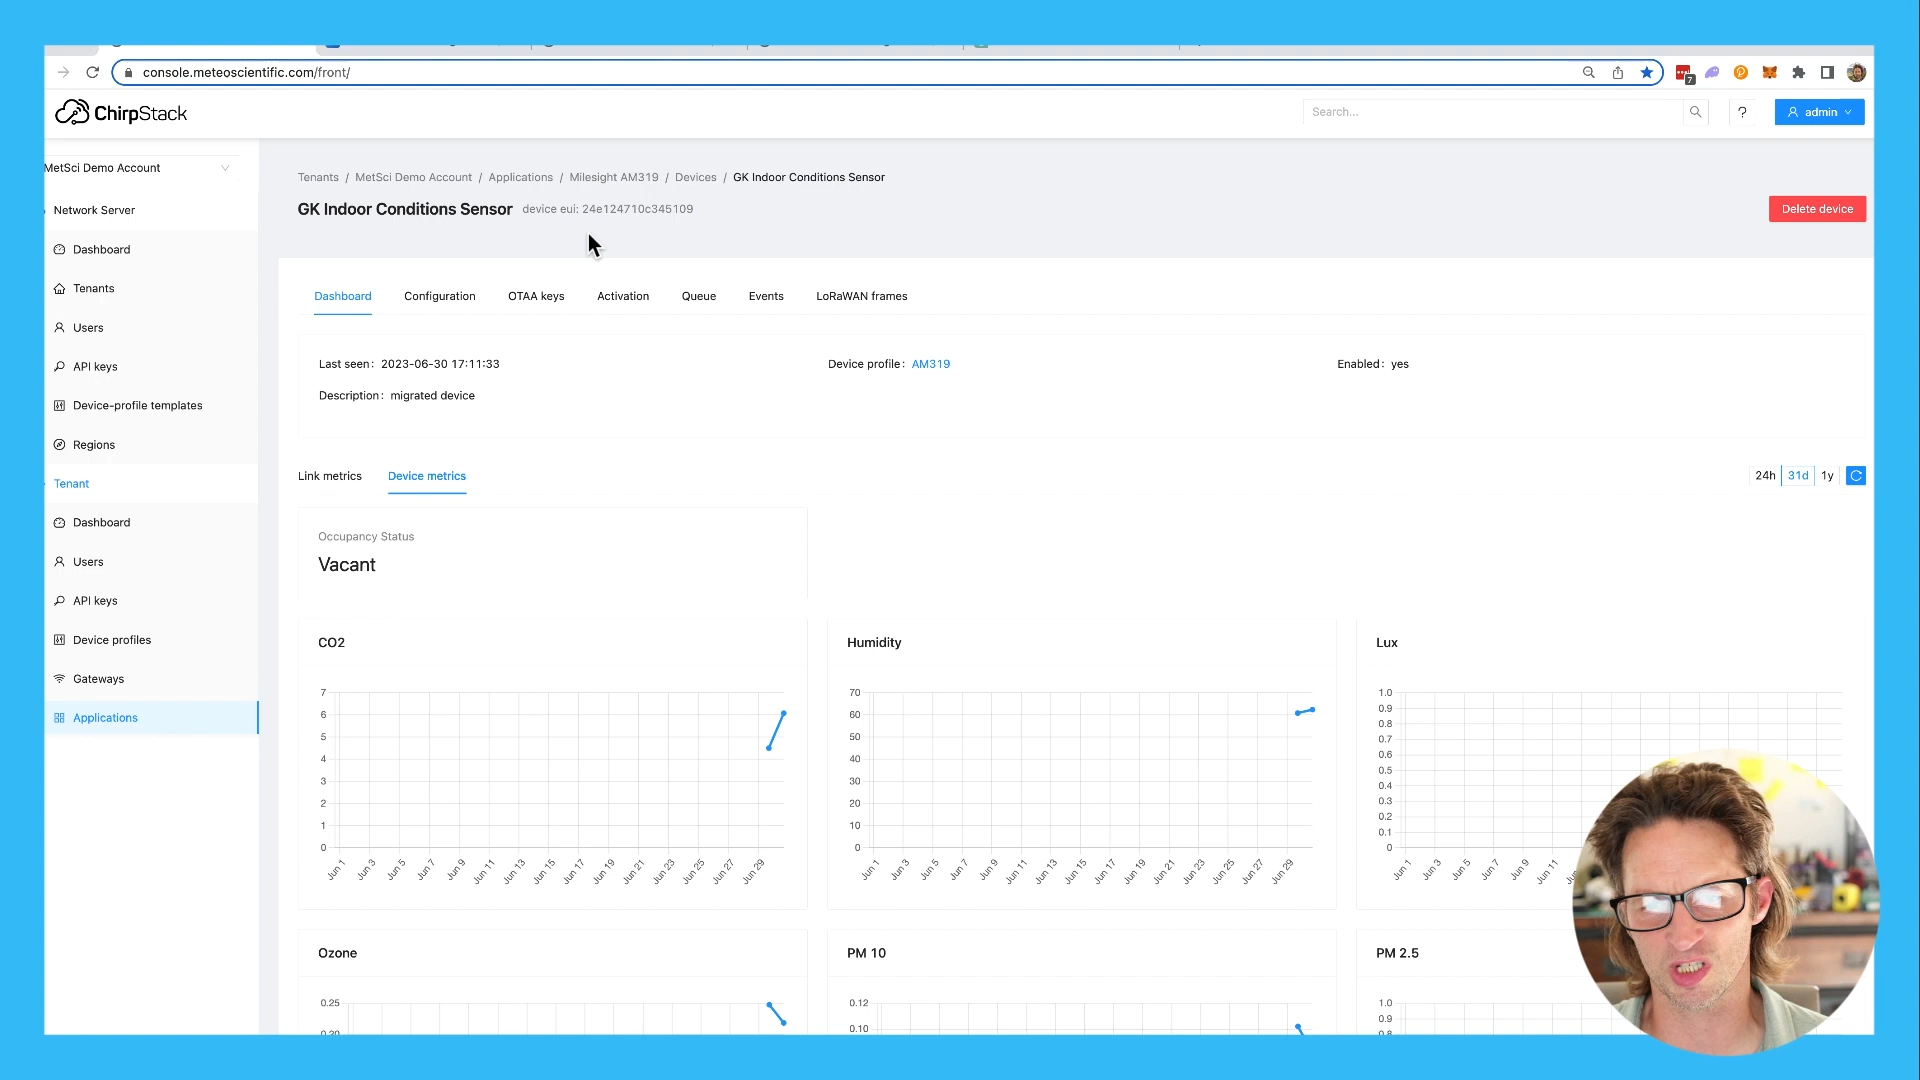 console.meteoscientific.com/front/
7
ChirpStack
Search...
?
admin
MetSci Demo Account
Network Server
Dashboard
Tenants
Users
API keys
Device-profile templates
Regions
Tenant
Dashboard
Users
API keys
Device profiles
Gateways
Applications
Tenants / MetSci Demo Account / Applications / Milesight AM319 / Devices / GK Indoor Conditions Sensor
GK Indoor Conditions Sensor device eui: 24e124710c345109
Delete device
Dashboard Configuration OTAA keys Activation Queue Events LoRaWAN frames
Last seen: 2023-06-30 17:11:33 Device profile: AM319 Enabled: yes
Description: migrated device
Link metrics Device metrics 24h 31d 1y
Occupancy Status
Vacant
CO2
7
6
5
4
3
2
1
0
Jun 1 Jun 3 Jun 5 Jun 7 Jun 9 Jun 11 Jun 13 Jun 15 Jun 17 Jun 19 Jun 21 Jun 23 Jun 25 Jun 27 Jun 29
Humidity
70
60
50
40
30
20
10
0
Jun 1 Jun 3 Jun 5 Jun 7 Jun 9 Jun 11 Jun 13 Jun 15 Jun 17 Jun 19 Jun 21 Jun 23 Jun 25 Jun 27 Jun 29
Lux
1.0
0.9
0.8
0.7
0.6
0.5
0.4
0.3
0.2
0.1
0
Jun 1 Jun 3 Jun 5 Jun 7 Jun 9 Jun 11
Ozone
0.25
0.20
PM 10
0.12
0.10
PM 2.5
1.0
0.9
0.8